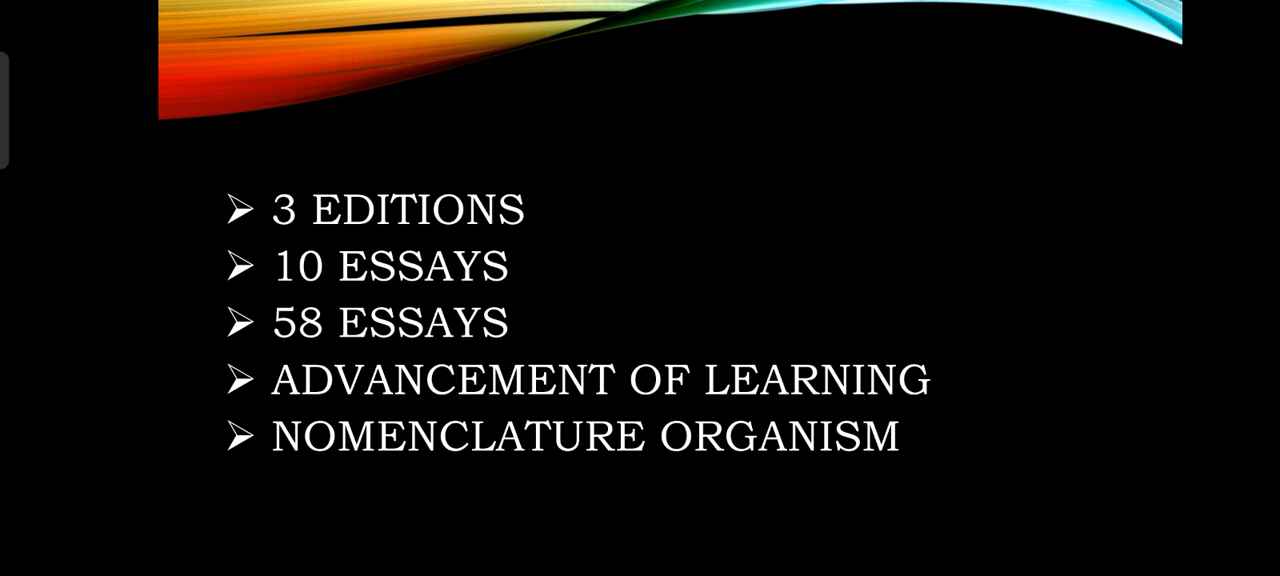 ➢ 3 EDITIONS
➢ 10 ESSAYS
➢ 58 ESSAYS
➢ ADVANCEMENT OF LEARNING
➢ NOMENCLATURE ORGANISM